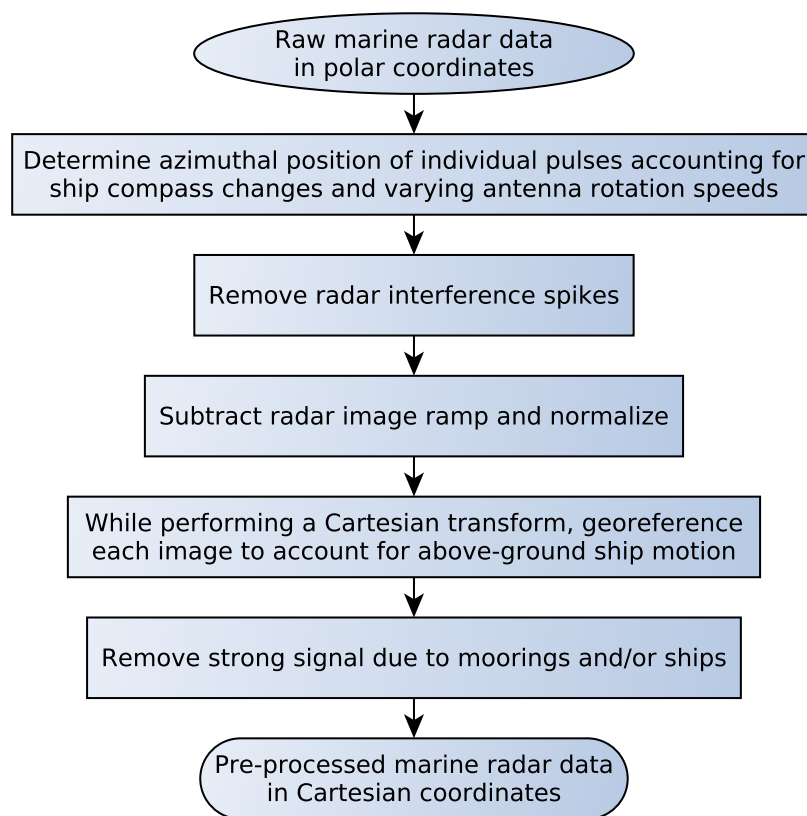 Raw marine radar data
in polar coordinates
Determine azimuthal position of individual pulses accounting for
ship compass changes and varying antenna rotation speeds
Remove radar interference spikes
Subtract radar image ramp and normalize
While performing a Cartesian transform, georeference
each image to account for above-ground ship motion
Remove strong signal due to moorings and/or ships
Pre-processed marine radar data
in Cartesian coordinates